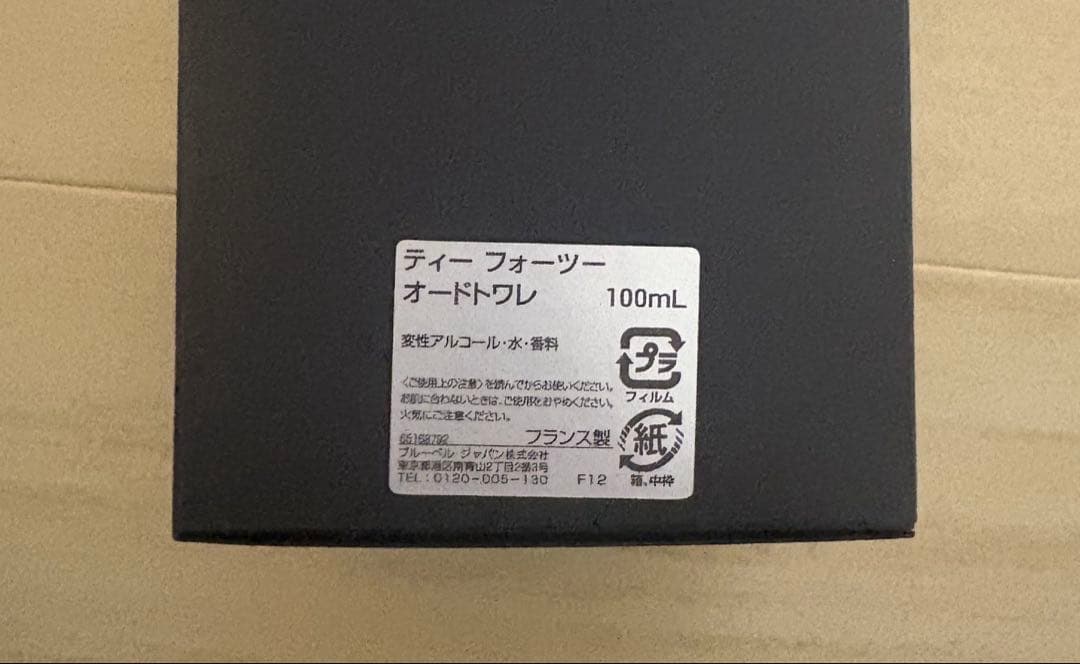 ティー フォーツー
オードトワレ 100mL
変性アルコール・水・香料
プラ
フィルム
〈ご使用上の注意〉を読んでからお使いください。
お肌に合わないときは、ご使用をおやめください。
火気にご注意ください。
65168792 フランス製
紙
ブルーベル ジャパン株式会社
東京都港区南青山2丁目2番3号
TEL：0120-005-130 F12 箱、中枠